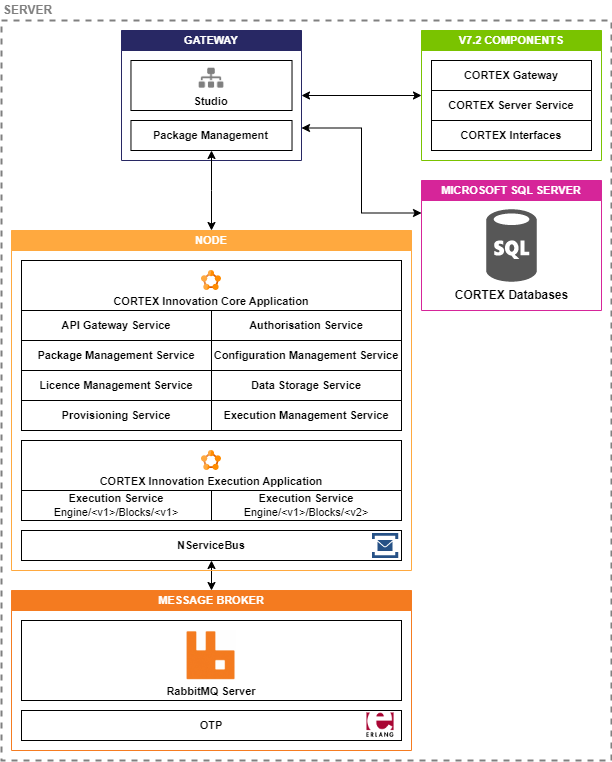 SERVER
GATEWAY
Studio
Package Management
V7.2 COMPONENTS
CORTEX Gateway
CORTEX Server Service
CORTEX Interfaces
MICROSOFT SQL SERVER
SQL
CORTEX Databases
NODE
CORTEX Innovation Core Application
API Gateway Service
Authorisation Service
Package Management Service
Configuration Management Service
Licence Management Service
Data Storage Service
Provisioning Service
Execution Management Service
CORTEX Innovation Execution Application
Execution Service
Engine/<v1>/Blocks/<v1>
Execution Service
Engine/<v1>/Blocks/<v2>
NServiceBus
MESSAGE BROKER
RabbitMQ Server
OTP
e
ERLANG